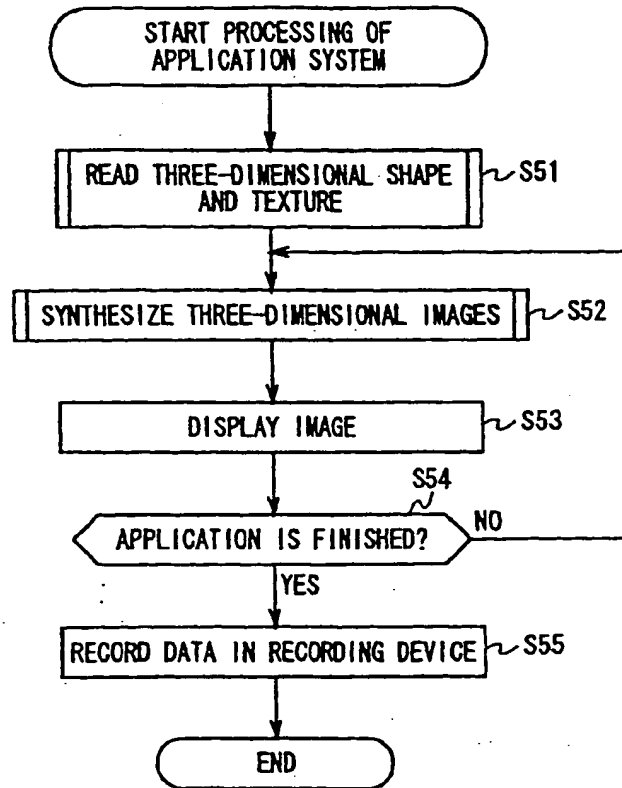 START PROCESSING OF
APPLICATION SYSTEM
READ THREE-DIMENSIONAL SHAPE
AND TEXTURE
S51
SYNTHESIZE THREE-DIMENSIONAL IMAGES
S52
DISPLAY IMAGE
S53
S54
APPLICATION IS FINISHED?
NO
YES
RECORD DATA IN RECORDING DEVICE
S55
END